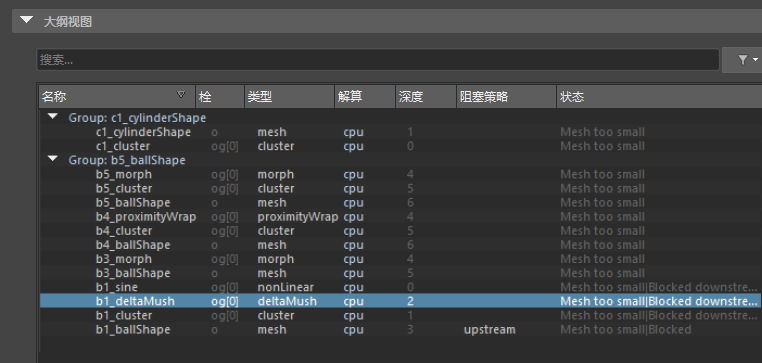 大纲视图
搜索...
名称 栓 类型 解算 深度 阻塞策略 状态
Group: c1_cylinderShape
c1_cylinderShape o mesh cpu 1 Mesh too small
c1_cluster og[0] cluster cpu 0 Mesh too small
Group: b5_ballShape
b5_morph og[0] morph cpu 4 Mesh too small
b5_cluster og[0] cluster cpu 5 Mesh too small
b5_ballShape o mesh cpu 6 Mesh too small
b4_proximityWrap og[0] proximityWrap cpu 4 Mesh too small
b4_cluster og[0] cluster cpu 5 Mesh too small
b4_ballShape o mesh cpu 6 Mesh too small
b3_morph og[0] morph cpu 4 Mesh too small
b3_ballShape o mesh cpu 5 Mesh too small
b1_sine og[0] nonLinear cpu 0 Mesh too small|Blocked downstre...
b1_deltaMush og[0] deltaMush cpu 2 Mesh too small|Blocked downstre...
b1_cluster og[0] cluster cpu 1 Mesh too small|Blocked downstre...
b1_ballShape o mesh cpu 3 upstream Mesh too small|Blocked